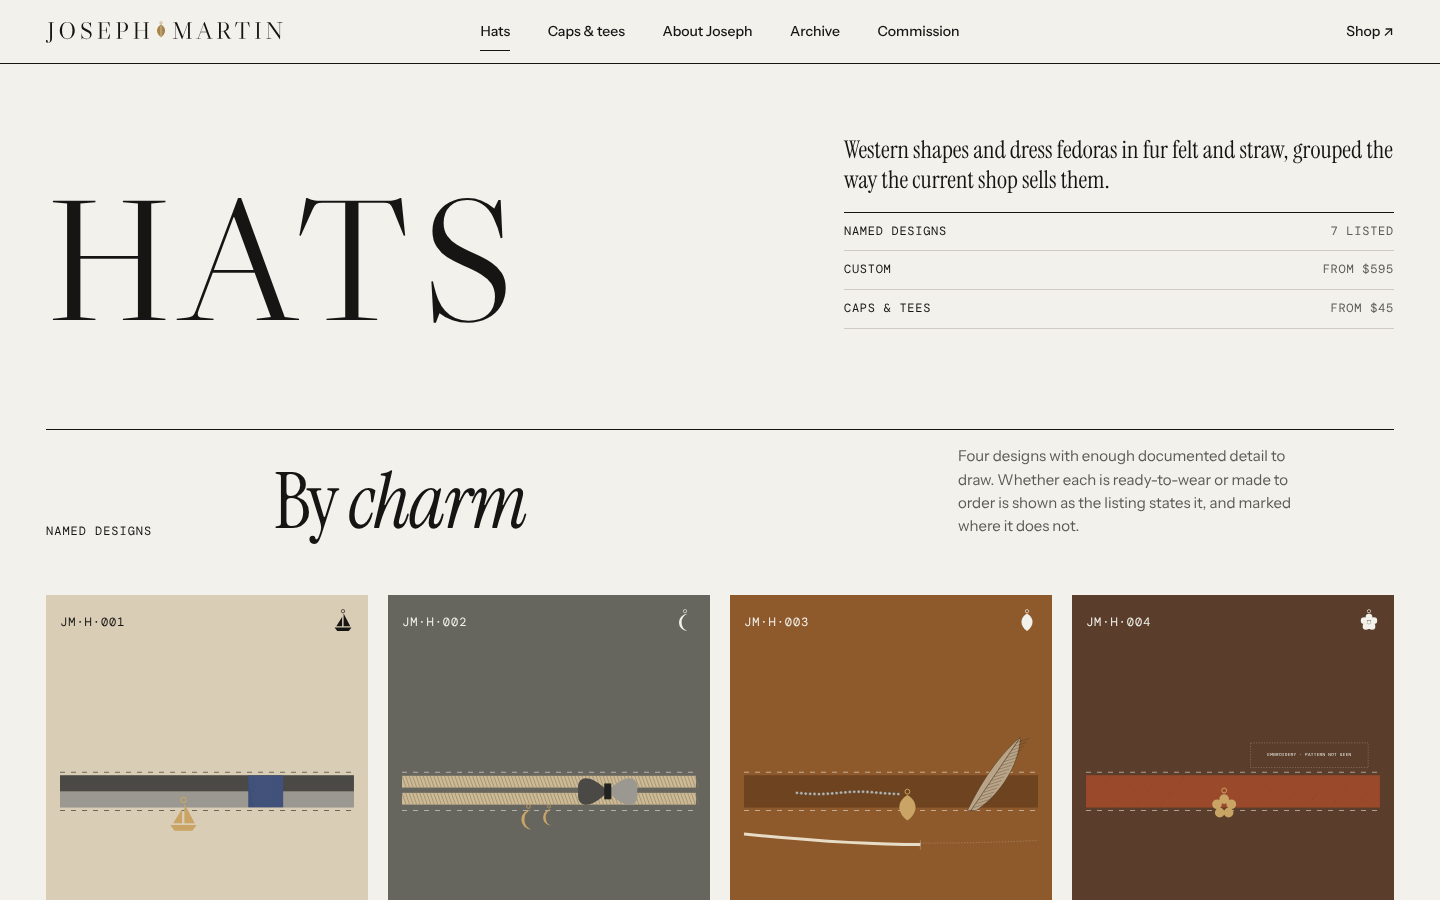 JOSEPH MARTIN
Hats
Caps & tees
About Joseph
Archive
Commission
Shop ↗
HATS
Western shapes and dress fedoras in fur felt and straw, grouped the
way the current shop sells them.
NAMED DESIGNS 7 LISTED
CUSTOM FROM $595
CAPS & TEES FROM $45
NAMED DESIGNS
By charm
Four designs with enough documented detail to
draw. Whether each is ready-to-wear or made to
order is shown as the listing states it, and marked
where it does not.
JM·H·001
JM·H·002
JM·H·003
JM·H·004
EMBROIDERY · PATTERN NOT SEEN